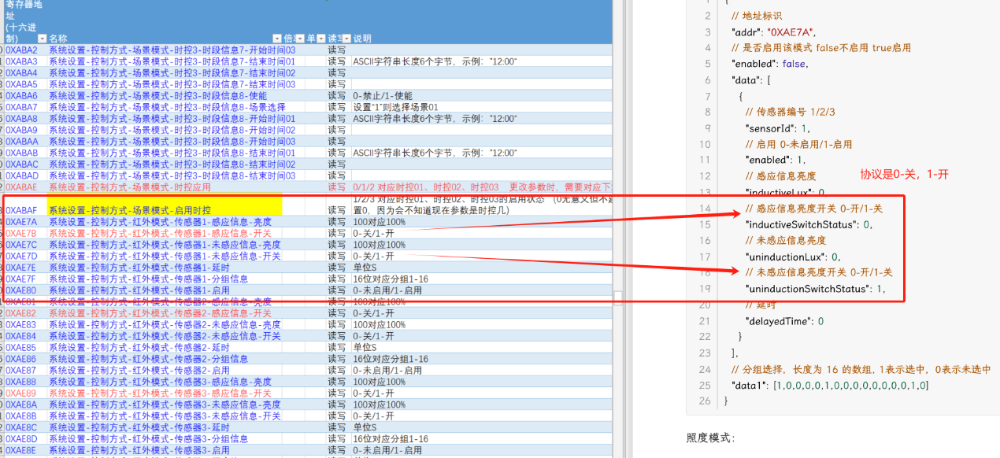 寄存器地
址
(十六进
制) 名称 倍率 单 读写 说明
0XABA2 系统设置-控制方式-场景模式-时控3-时段信息7-开始时间03 读写
0XABA3 系统设置-控制方式-场景模式-时控3-时段信息7-结束时间01 读写 ASCII字符串长度6个字节，示例："12:00"
0XABA4 系统设置-控制方式-场景模式-时控3-时段信息7-结束时间02 读写
0XABA5 系统设置-控制方式-场景模式-时控3-时段信息7-结束时间03 读写
0XABA6 系统设置-控制方式-场景模式-时控3-时段信息8-使能 读写 0-禁止/1-使能
0XABA7 系统设置-控制方式-场景模式-时控3-时段信息8-场景选择 读写 设置"1"则选择场景01
0XABA8 系统设置-控制方式-场景模式-时控3-时段信息8-开始时间01 读写 ASCII字符串长度6个字节，示例："12:00"
0XABA9 系统设置-控制方式-场景模式-时控3-时段信息8-开始时间02 读写
0XABAA 系统设置-控制方式-场景模式-时控3-时段信息8-开始时间03 读写
0XABAB 系统设置-控制方式-场景模式-时控3-时段信息8-结束时间01 读写 ASCII字符串长度6个字节，示例："12:00"
0XABAC 系统设置-控制方式-场景模式-时控3-时段信息8-结束时间02 读写
0XABAD 系统设置-控制方式-场景模式-时控3-时段信息8-结束时间03 读写
0XABAE 系统设置-控制方式-场景模式-时控应用 读写 0/1/2 对应时控01、时控02、时控03 更改参数时，需要对应下
1/2/3 对应时控01、时控02、时控03的启用状态 （0无意义但不建
0XABAF 系统设置-控制方式-场景模式-启用时控 读写 置0，因为会不知道现在参数是时控几）
0XAE7A 系统设置-控制方式-红外模式-传感器1-感应信息-亮度 读写 100对应100%
0XAE7B 系统设置-控制方式-红外模式-传感器1-感应信息-开关 读写 0-关/1-开
0XAE7C 系统设置-控制方式-红外模式-传感器1-未感应信息-亮度 读写 100对应100%
0XAE7D 系统设置-控制方式-红外模式-传感器1-未感应信息-开关 读写 0-关/1-开
0XAE7E 系统设置-控制方式-红外模式-传感器1-延时 读写 单位S
0XAE7F 系统设置-控制方式-红外模式-传感器1-分组信息 读写 16位对应分组1-16
0XAE80 系统设置-控制方式-红外模式-传感器1-启用 读写 0-未启用/1-启用
0XAE81 系统设置-控制方式-红外模式-传感器2-感应信息-亮度 读写 100对应100%
0XAE82 系统设置-控制方式-红外模式-传感器2-感应信息-开关 读写 0-关/1-开
0XAE83 系统设置-控制方式-红外模式-传感器2-未感应信息-亮度 读写 100对应100%
0XAE84 系统设置-控制方式-红外模式-传感器2-未感应信息-开关 读写 0-关/1-开
0XAE85 系统设置-控制方式-红外模式-传感器2-延时 读写 单位S
0XAE86 系统设置-控制方式-红外模式-传感器2-分组信息 读写 16位对应分组1-16
0XAE87 系统设置-控制方式-红外模式-传感器2-启用 读写 0-未启用/1-启用
0XAE88 系统设置-控制方式-红外模式-传感器3-感应信息-亮度 读写 100对应100%
0XAE89 系统设置-控制方式-红外模式-传感器3-感应信息-开关 读写 0-关/1-开
0XAE8A 系统设置-控制方式-红外模式-传感器3-未感应信息-亮度 读写 100对应100%
0XAE8B 系统设置-控制方式-红外模式-传感器3-未感应信息-开关 读写 0-关/1-开
0XAE8C 系统设置-控制方式-红外模式-传感器3-延时 读写 单位S
0XAE8D 系统设置-控制方式-红外模式-传感器3-分组信息 读写 16位对应分组1-16
0XAE8E 系统设置-控制方式-红外模式-传感器3-启用 读写 0-未启用/1-启用
1 {
2 // 地址标识
3 "addr": "0XAE7A",
4 // 是否启用该模式 false不启用 true启用
5 "enabled": false,
6 "data": [
7 {
8 // 传感器编号 1/2/3
9 "sensorId": 1,
10 // 启用 0-未启用/1-启用
11 "enabled": 1,
12 // 感应信息亮度
13 "inductiveLux": 0,
14 // 感应信息亮度开关 0-开/1-关
15 "inductiveSwitchStatus": 0,
16 // 未感应信息亮度
17 "uninductionLux": 0,
18 // 未感应信息亮度开关 0-开/1-关
19 "uninductionSwitchStatus": 1,
20 // 延时
21 "delayedTime": 0
22 }
23 ],
24 // 分组选择，长度为 16 的数组, 1表示选中，0表示未选中
25 "data1": [1,0,0,0,0,1,0,0,0,0,0,0,0,0,1,0]
26 }
协议是0-关，1-开
照度模式：